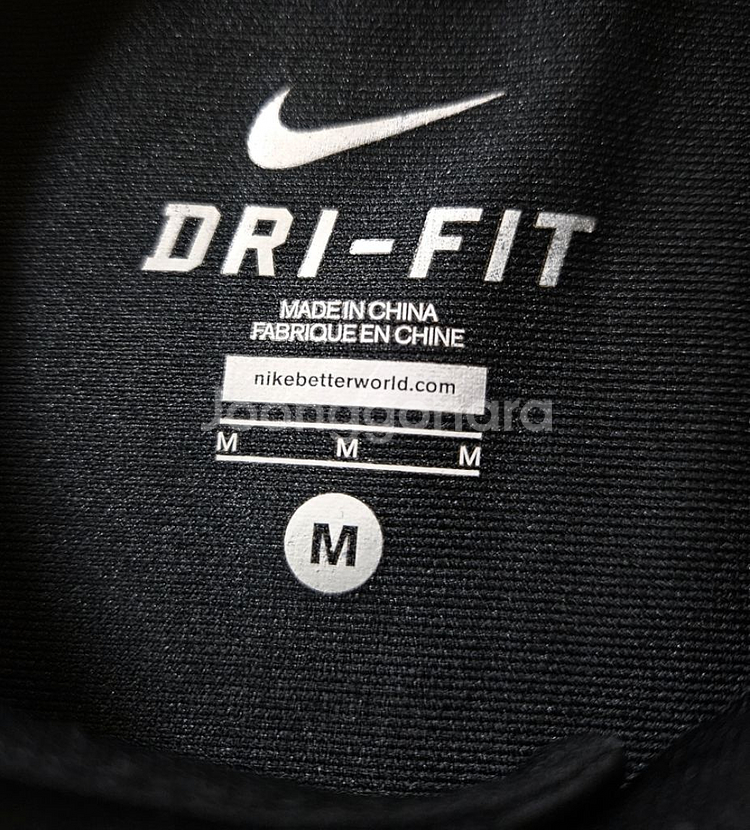 DRI-FIT
MADE IN CHINA
FABRIQUE EN CHINE
nikebetterworld.com
Joonggonara
M M M
M